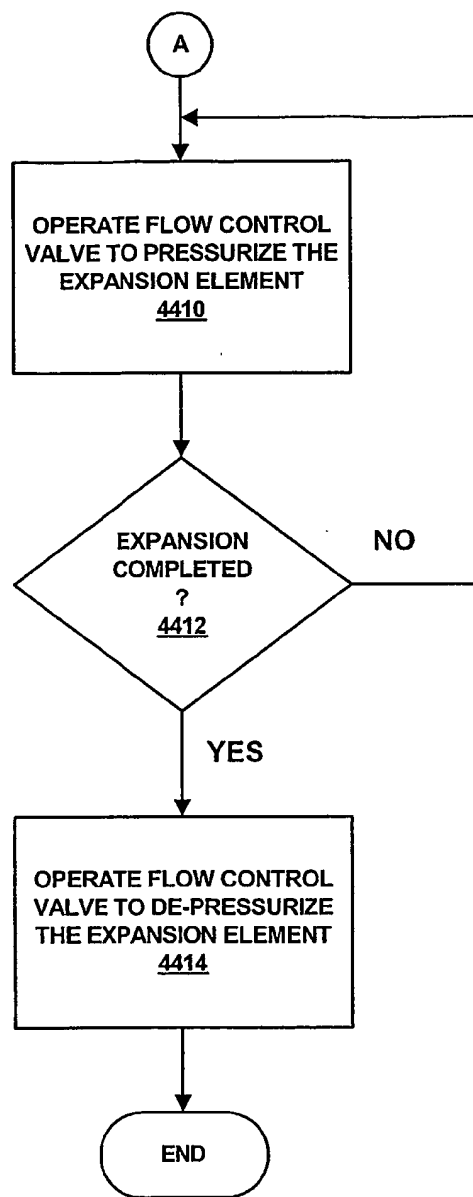 A
OPERATE FLOW CONTROL
VALVE TO PRESSURIZE THE
EXPANSION ELEMENT
4410
EXPANSION
COMPLETED
?
4412
NO
YES
OPERATE FLOW CONTROL
VALVE TO DE-PRESSURIZE
THE EXPANSION ELEMENT
4414
END